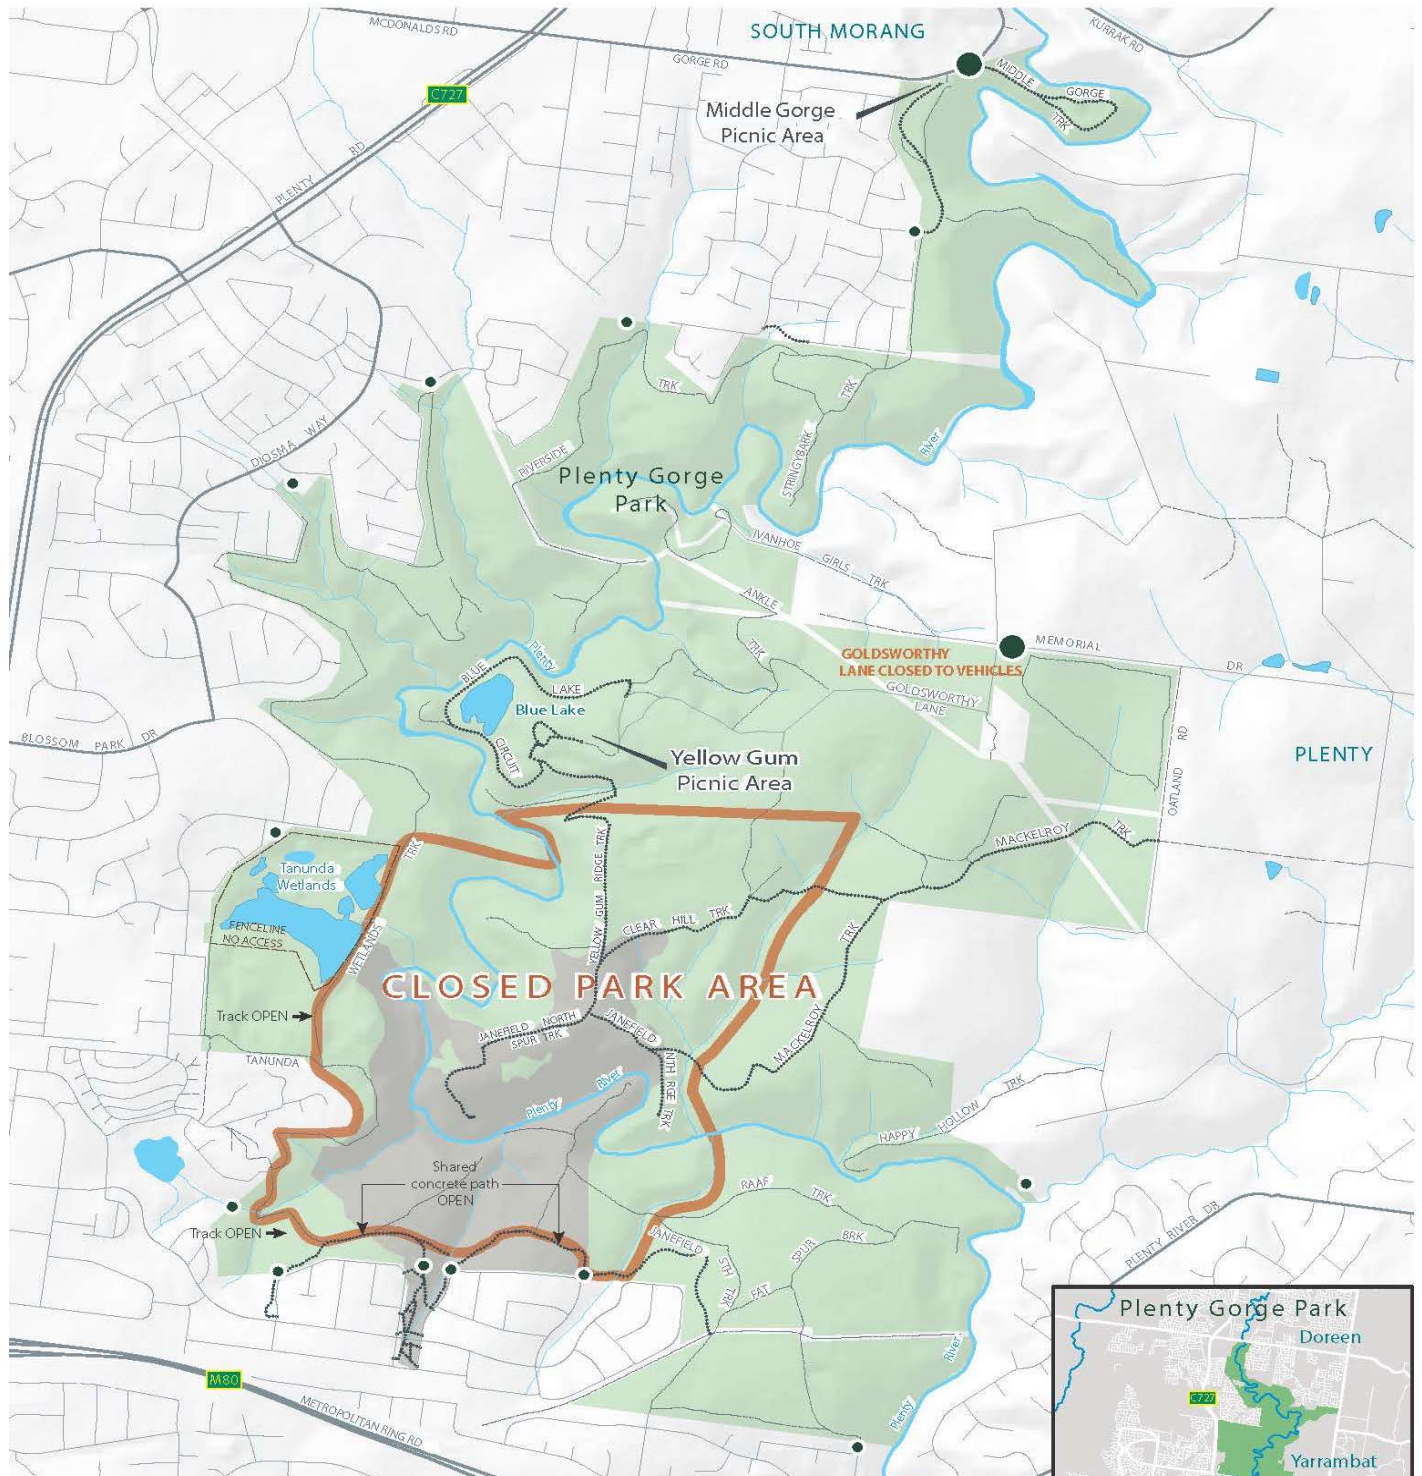 MCDONALDS RD
SOUTH MORANG
KURRAK RD
GORGE RD
C727
MIDDLE
GORGE
TRK
Middle Gorge
Picnic Area
PLENTY RD
TRK
TRK
DIOSMA WAY
RIVERSIDE
STRINGYBARK
River
Plenty Gorge
Park
IVANHOE GIRLS TRK
ANKLE
TRK
MEMORIAL DR
GOLDSWORTHY
LANE CLOSED TO VEHICLES
Plenty
BLUE
LAKE
GOLDSWORTHY
LANE
Blue Lake
CIRCUIT
BLOSSOM PARK DR
OATLAND RD
PLENTY
Yellow Gum
Picnic Area
MACKELROY TRK
TRK
YELLOW GUM RIDGE TRK
Tanunda
Wetlands
CLEAR HILL TRK
TRK
FENCELINE
NO ACCESS
WETLANDS
CLOSED PARK AREA
Track OPEN
JANEFIELD NORTH
SPUR TRK
JANEFIELD
NTH RGE TRK
MACKELROY
TANUNDA
River
Plenty
HAPPY HOLLOW TRK
Shared
concrete path
OPEN
RAAF TRK
Track OPEN
JANEFIELD
STH TRK
FAT SPUR BRK
PLENTY RIVER DR
Plenty Gorge Park
Doreen
C727
Yarrambat
River
Plenty
M80
METROPOLITAN RING RD